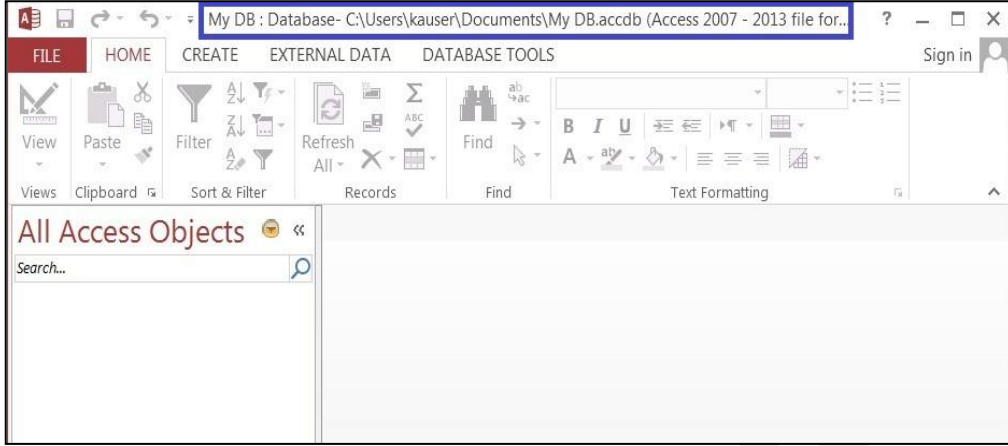 My DB : Database- C:\Users\kauser\Documents\My DB.accdb (Access 2007 - 2013 file for...
FILE HOME CREATE EXTERNAL DATA DATABASE TOOLS Sign in
View Paste Filter Refresh All Find
Views Clipboard Sort & Filter Records Find Text Formatting
All Access Objects
Search...